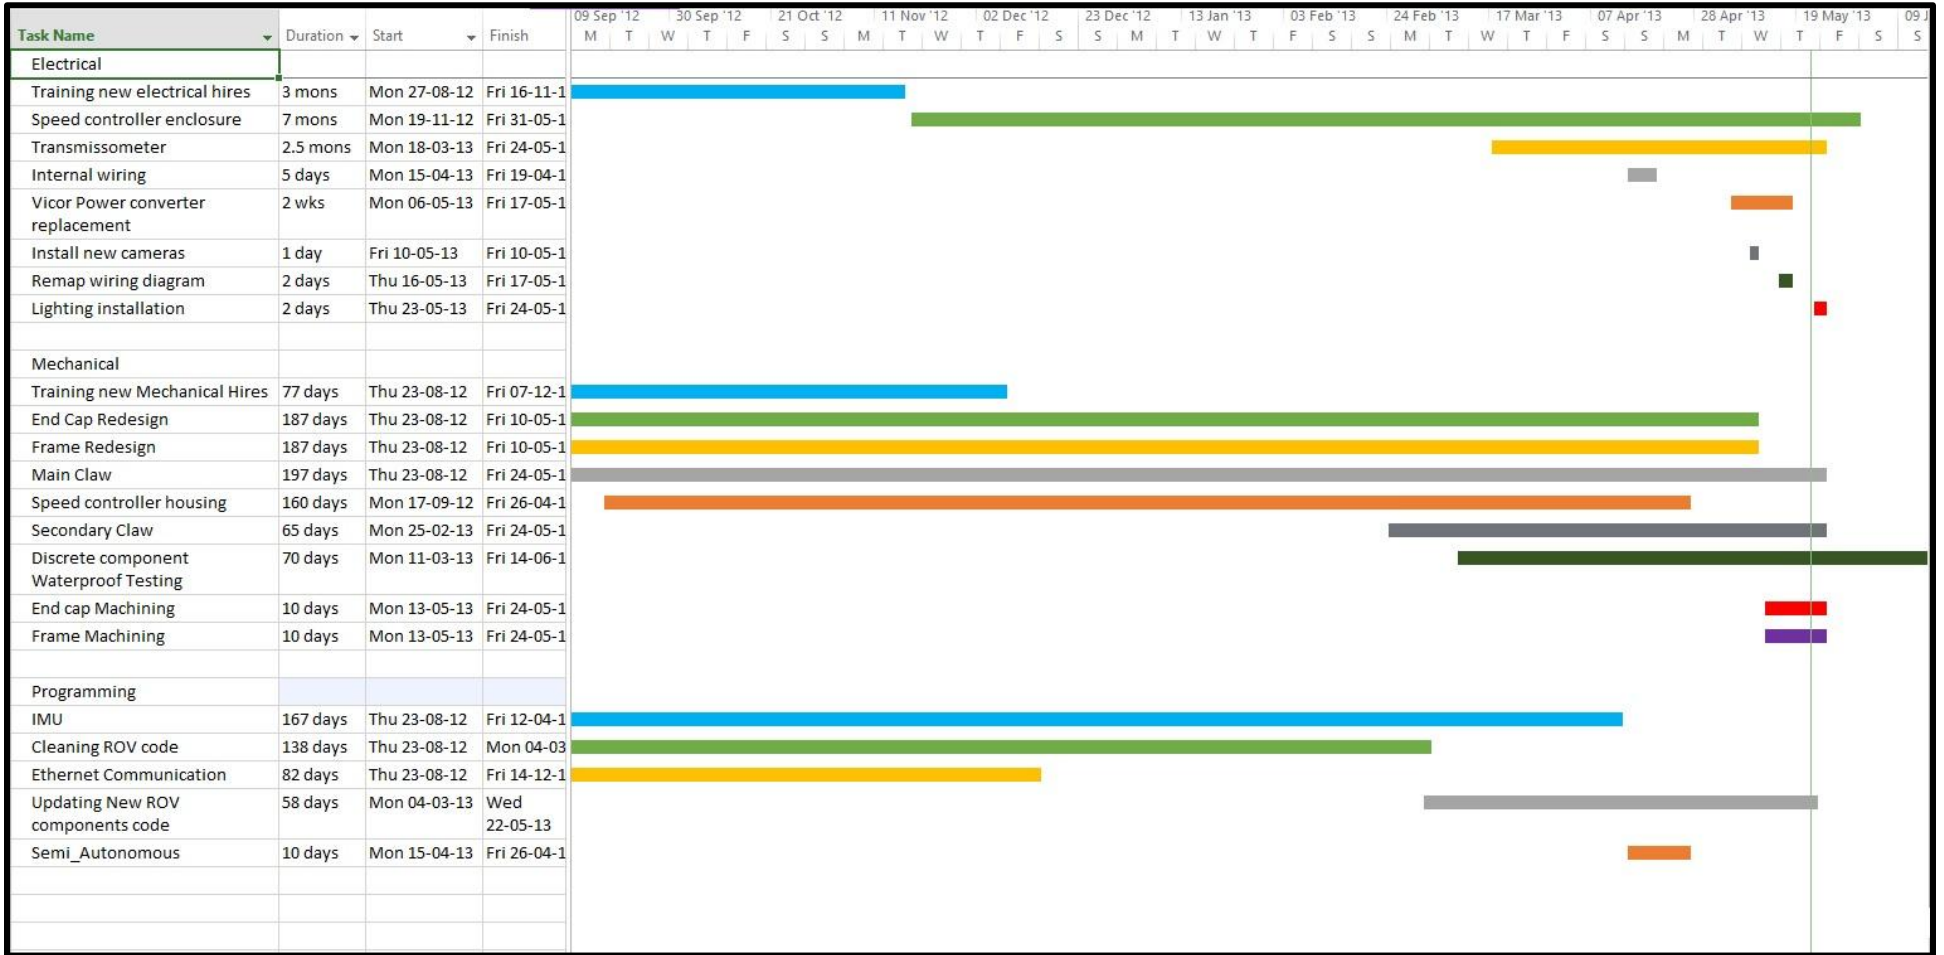 09 Sep '12 30 Sep '12 21 Oct '12 11 Nov '12 02 Dec '12 23 Dec '12 13 Jan '13 03 Feb '13 24 Feb '13 17 Mar '13 07 Apr '13 28 Apr '13 19 May '13 09 J
Task Name Duration Start Finish M T W T F S S M T W T F S S M T W T F S S M T W T F S S M T W T F S S
Electrical
Training new electrical hires 3 mons Mon 27-08-12 Fri 16-11-1
Speed controller enclosure 7 mons Mon 19-11-12 Fri 31-05-1
Transmissometer 2.5 mons Mon 18-03-13 Fri 24-05-1
Internal wiring 5 days Mon 15-04-13 Fri 19-04-1
Vicor Power converter 2 wks Mon 06-05-13 Fri 17-05-1
replacement
Install new cameras 1 day Fri 10-05-13 Fri 10-05-1
Remap wiring diagram 2 days Thu 16-05-13 Fri 17-05-1
Lighting installation 2 days Thu 23-05-13 Fri 24-05-1
Mechanical
Training new Mechanical Hires 77 days Thu 23-08-12 Fri 07-12-1
End Cap Redesign 187 days Thu 23-08-12 Fri 10-05-1
Frame Redesign 187 days Thu 23-08-12 Fri 10-05-1
Main Claw 197 days Thu 23-08-12 Fri 24-05-1
Speed controller housing 160 days Mon 17-09-12 Fri 26-04-1
Secondary Claw 65 days Mon 25-02-13 Fri 24-05-1
Discrete component 70 days Mon 11-03-13 Fri 14-06-1
Waterproof Testing
End cap Machining 10 days Mon 13-05-13 Fri 24-05-1
Frame Machining 10 days Mon 13-05-13 Fri 24-05-1
Programming
IMU 167 days Thu 23-08-12 Fri 12-04-1
Cleaning ROV code 138 days Thu 23-08-12 Mon 04-03
Ethernet Communication 82 days Thu 23-08-12 Fri 14-12-1
Updating New ROV 58 days Mon 04-03-13 Wed
components code 22-05-13
Semi_Autonomous 10 days Mon 15-04-13 Fri 26-04-1